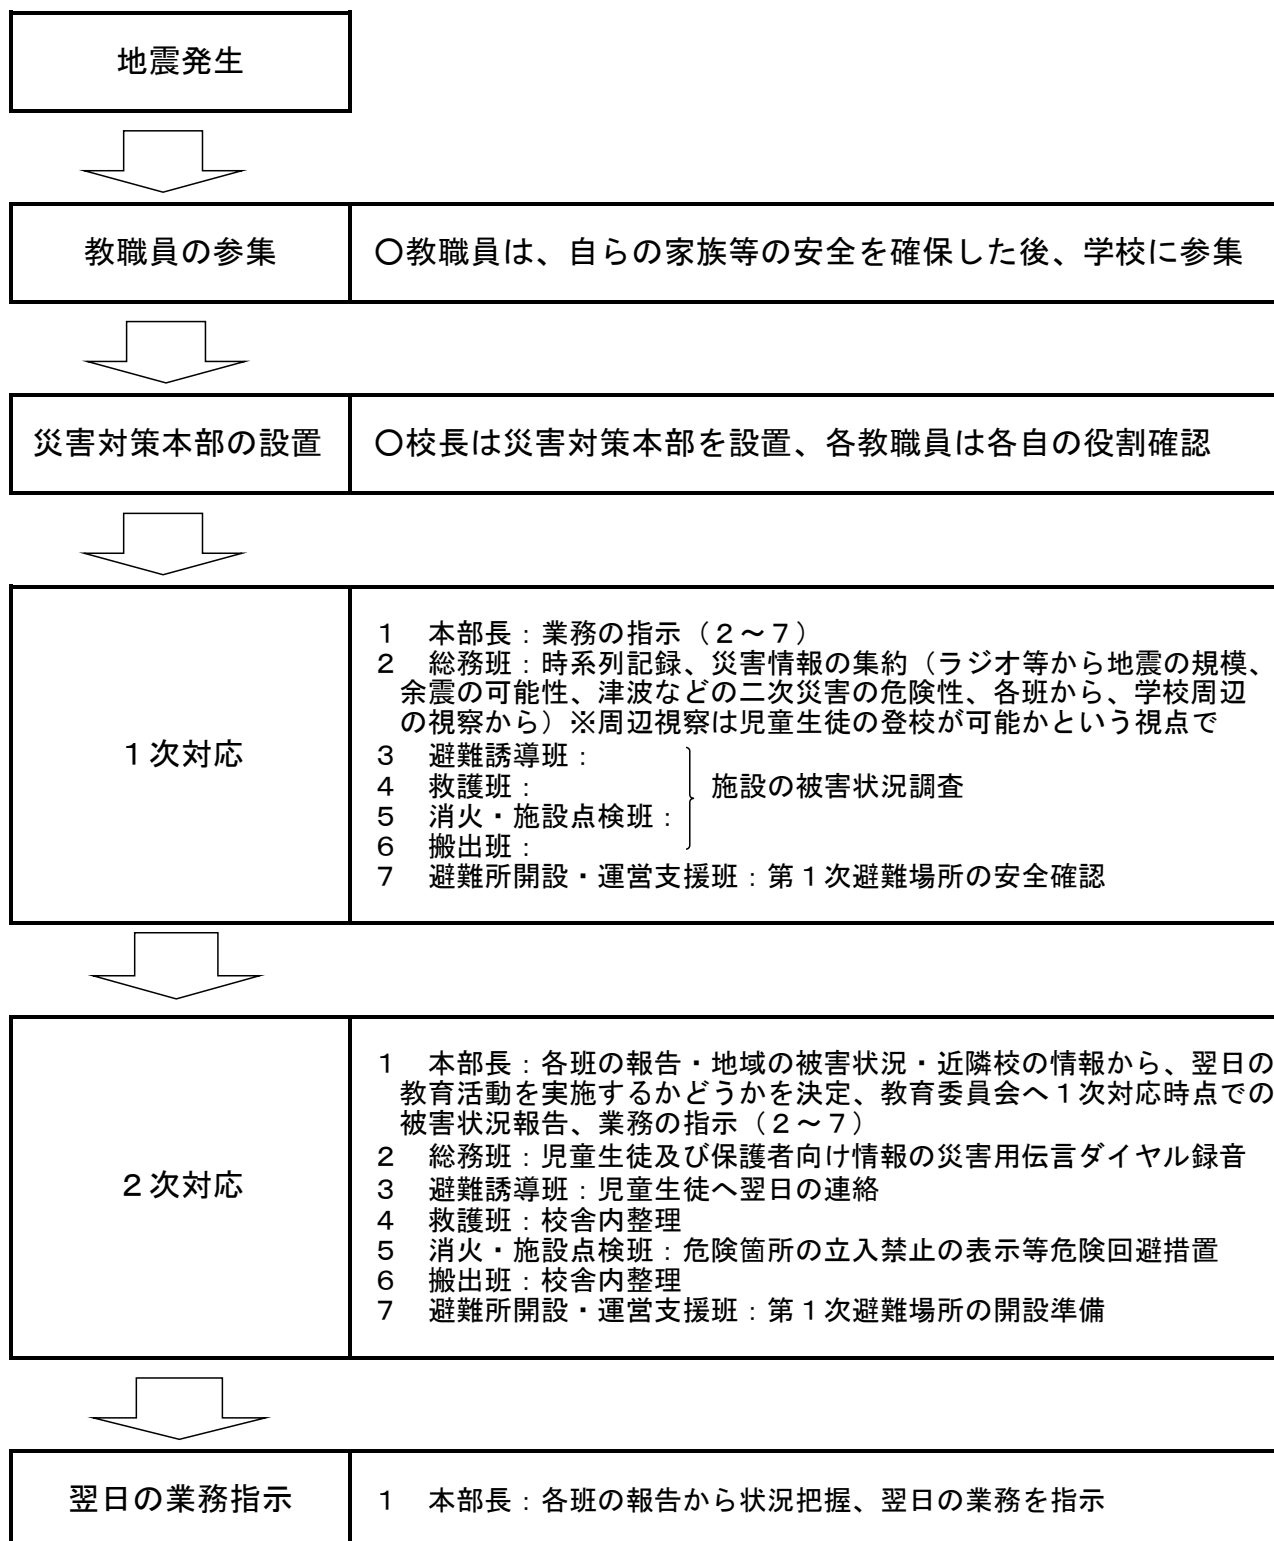 地震発生
教職員の参集
〇教職員は、自らの家族等の安全を確保した後、学校に参集
災害対策本部の設置
〇校長は災害対策本部を設置、各教職員は各自の役割確認
１次対応
１　本部長：業務の指示（２～７）
２　総務班：時系列記録、災害情報の集約（ラジオ等から地震の規模、
余震の可能性、津波などの二次災害の危険性、各班から、学校周辺
の視察から）※周辺視察は児童生徒の登校が可能かという視点で
３　避難誘導班：
４　救護班：
５　消火・施設点検班：
６　搬出班：
施設の被害状況調査
７　避難所開設・運営支援班：第１次避難場所の安全確認
２次対応
１　本部長：各班の報告・地域の被害状況・近隣校の情報から、翌日の
教育活動を実施するかどうかを決定、教育委員会へ１次対応時点での
被害状況報告、業務の指示（２～７）
２　総務班：児童生徒及び保護者向け情報の災害用伝言ダイヤル録音
３　避難誘導班：児童生徒へ翌日の連絡
４　救護班：校舎内整理
５　消火・施設点検班：危険箇所の立入禁止の表示等危険回避措置
６　搬出班：校舎内整理
７　避難所開設・運営支援班：第１次避難場所の開設準備
翌日の業務指示
１　本部長：各班の報告から状況把握、翌日の業務を指示